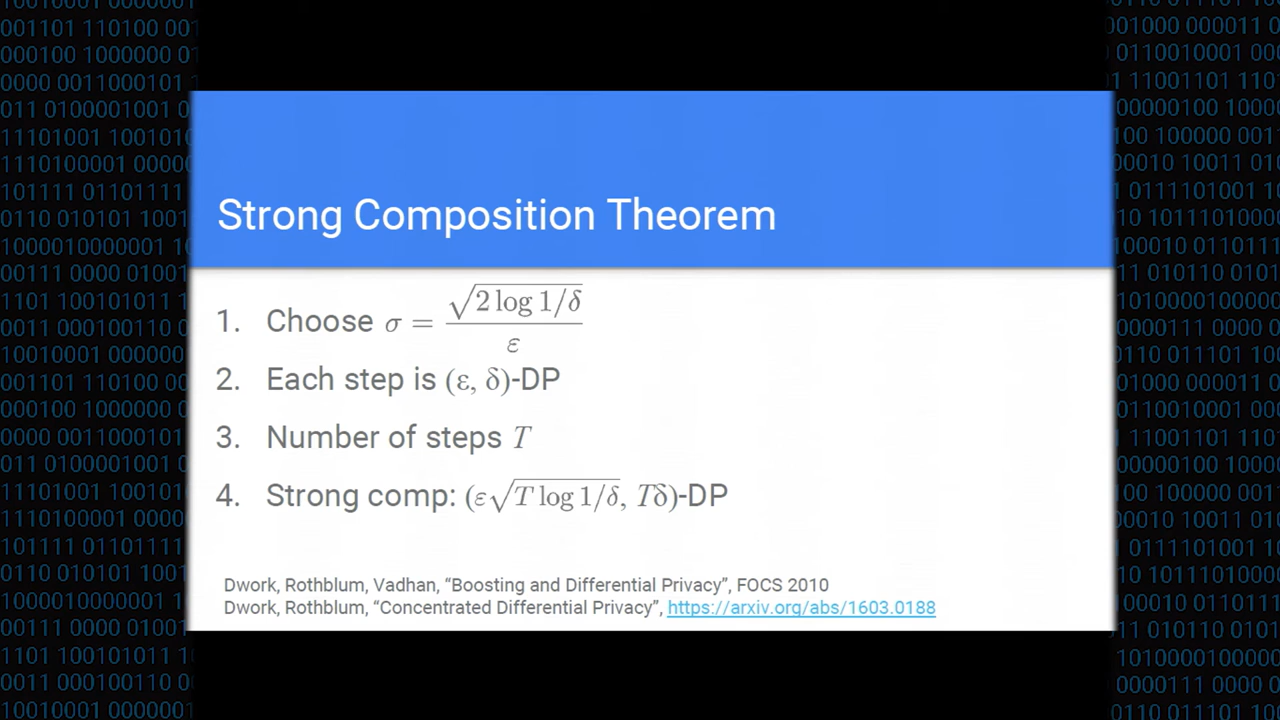 Strong Composition Theorem
1. Choose σ = √(2 log 1/δ) / ε
2. Each step is (ε, δ)-DP
3. Number of steps T
4. Strong comp: (ε√(T log 1/δ), Tδ)-DP
Dwork, Rothblum, Vadhan, “Boosting and Differential Privacy”, FOCS 2010
Dwork, Rothblum, “Concentrated Differential Privacy”, https://arxiv.org/abs/1603.0188